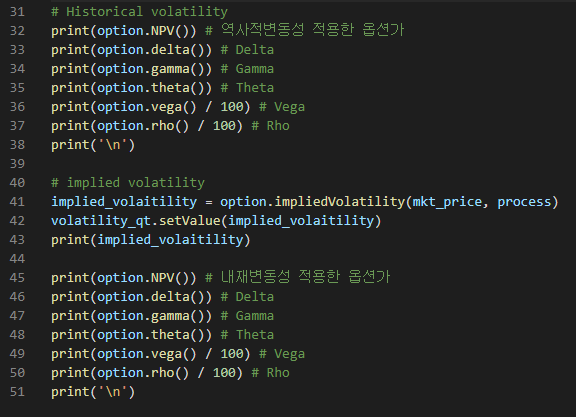 31 # Historical volatility
32 print(option.NPV()) # 역사적변동성 적용한 옵션가
33 print(option.delta()) # Delta
34 print(option.gamma()) # Gamma
35 print(option.theta()) # Theta
36 print(option.vega() / 100) # Vega
37 print(option.rho() / 100) # Rho
38 print('\n')
39
40 # implied volatility
41 implied_volaitility = option.impliedVolatility(mkt_price, process)
42 volatility_qt.setValue(implied_volaitility)
43 print(implied_volaitility)
44
45 print(option.NPV()) # 내재변동성 적용한 옵션가
46 print(option.delta()) # Delta
47 print(option.gamma()) # Gamma
48 print(option.theta()) # Theta
49 print(option.vega() / 100) # Vega
50 print(option.rho() / 100) # Rho
51 print('\n')